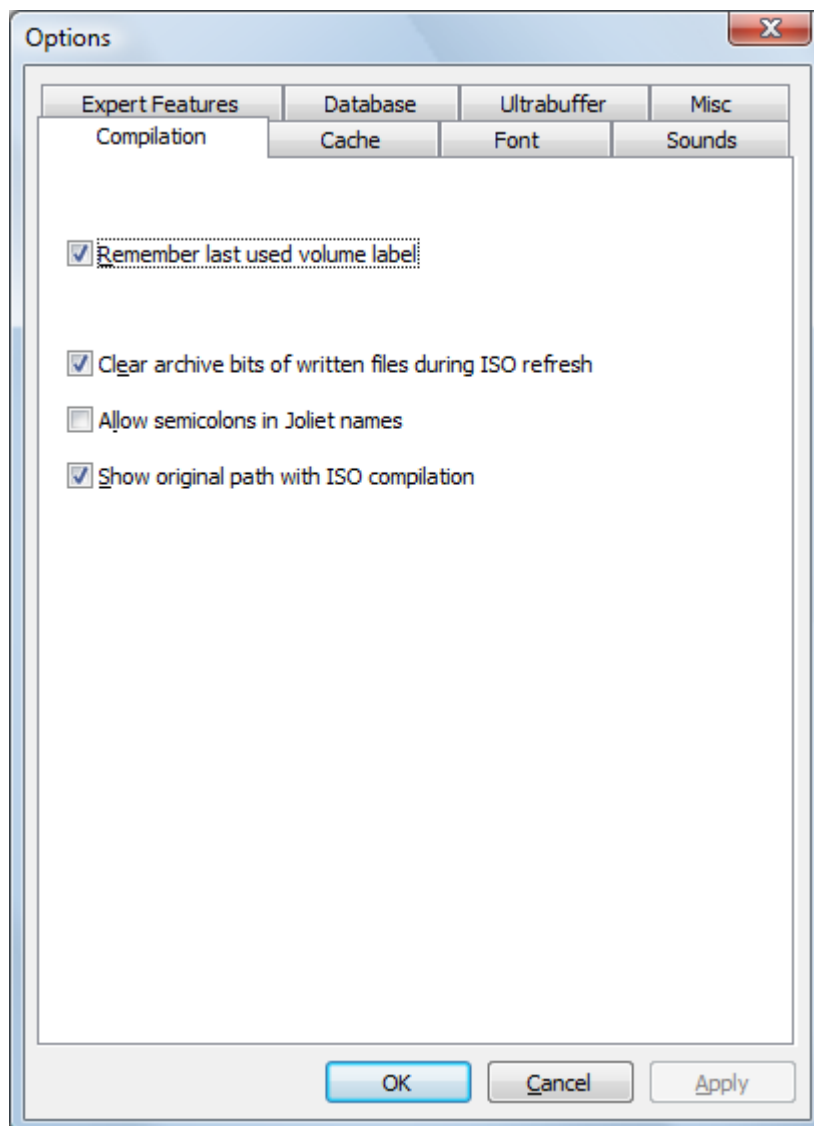 Options
Expert Features Database Ultrabuffer Misc
Compilation Cache Font Sounds
Remember last used volume label
Clear archive bits of written files during ISO refresh
Allow semicolons in Joliet names
Show original path with ISO compilation
OK Cancel Apply